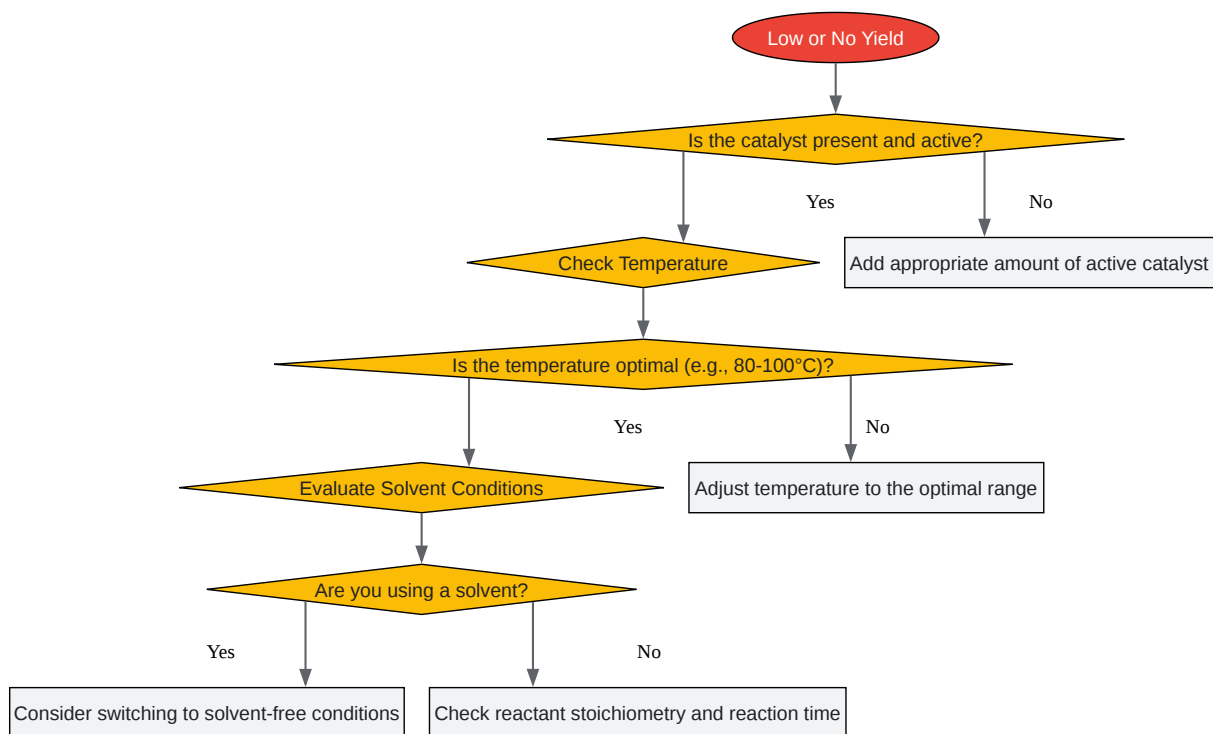 Low or No Yield
Is the catalyst present and active?
Yes
No
Check Temperature
Add appropriate amount of active catalyst
Is the temperature optimal (e.g., 80-100°C)?
Yes
No
Evaluate Solvent Conditions
Adjust temperature to the optimal range
Are you using a solvent?
Yes
No
Consider switching to solvent-free conditions
Check reactant stoichiometry and reaction time